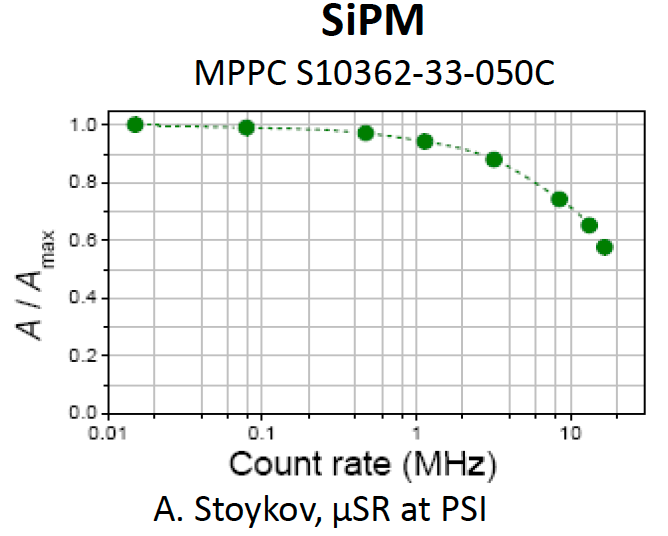 SiPM
MPPC S10362-33-050C
1.0
0.8
0.6
0.4
0.2
0.0
A / Amax
0.01
0.1
1
10
Count rate (MHz)
A. Stoykov, μSR at PSI